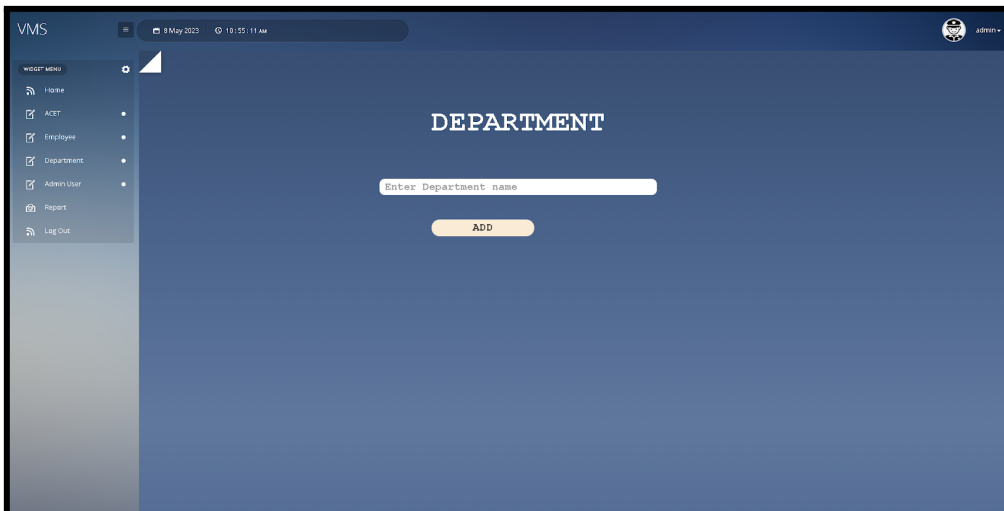 VMS
8 May 2023 10:55:11 AM
admin
WIDGET MENU
Home
ACET
Employee
Department
Admin User
Report
Log Out
DEPARTMENT
Enter Department name
ADD